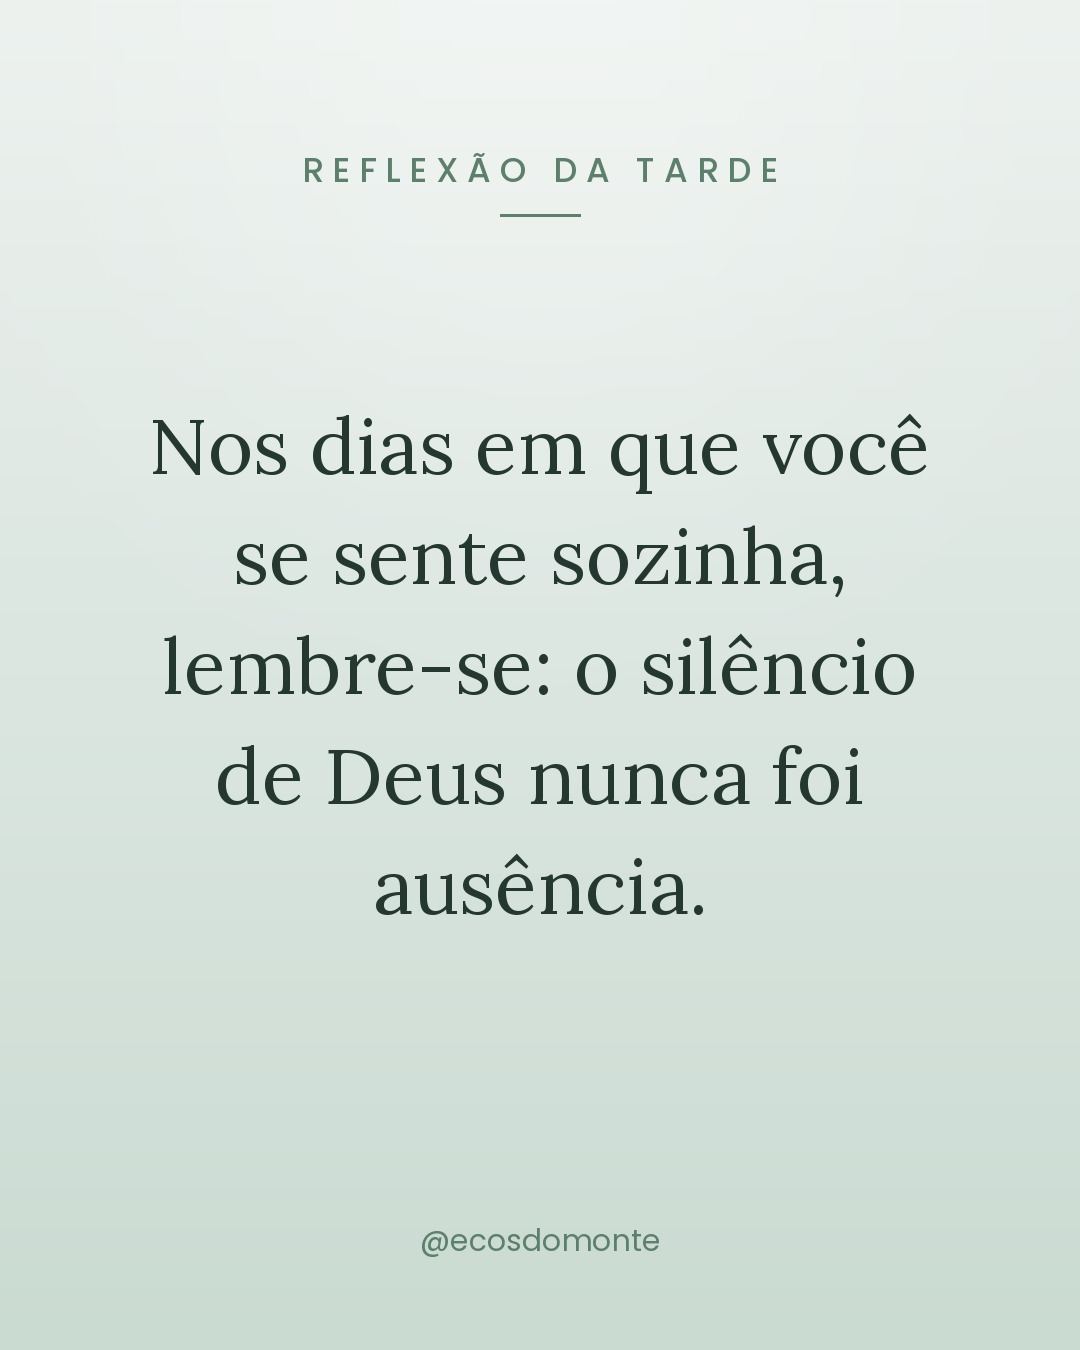 REFLEXÃO DA TARDE
Nos dias em que você
se sente sozinha,
lembre-se: o silêncio
de Deus nunca foi
ausência.
@ecosdomonte